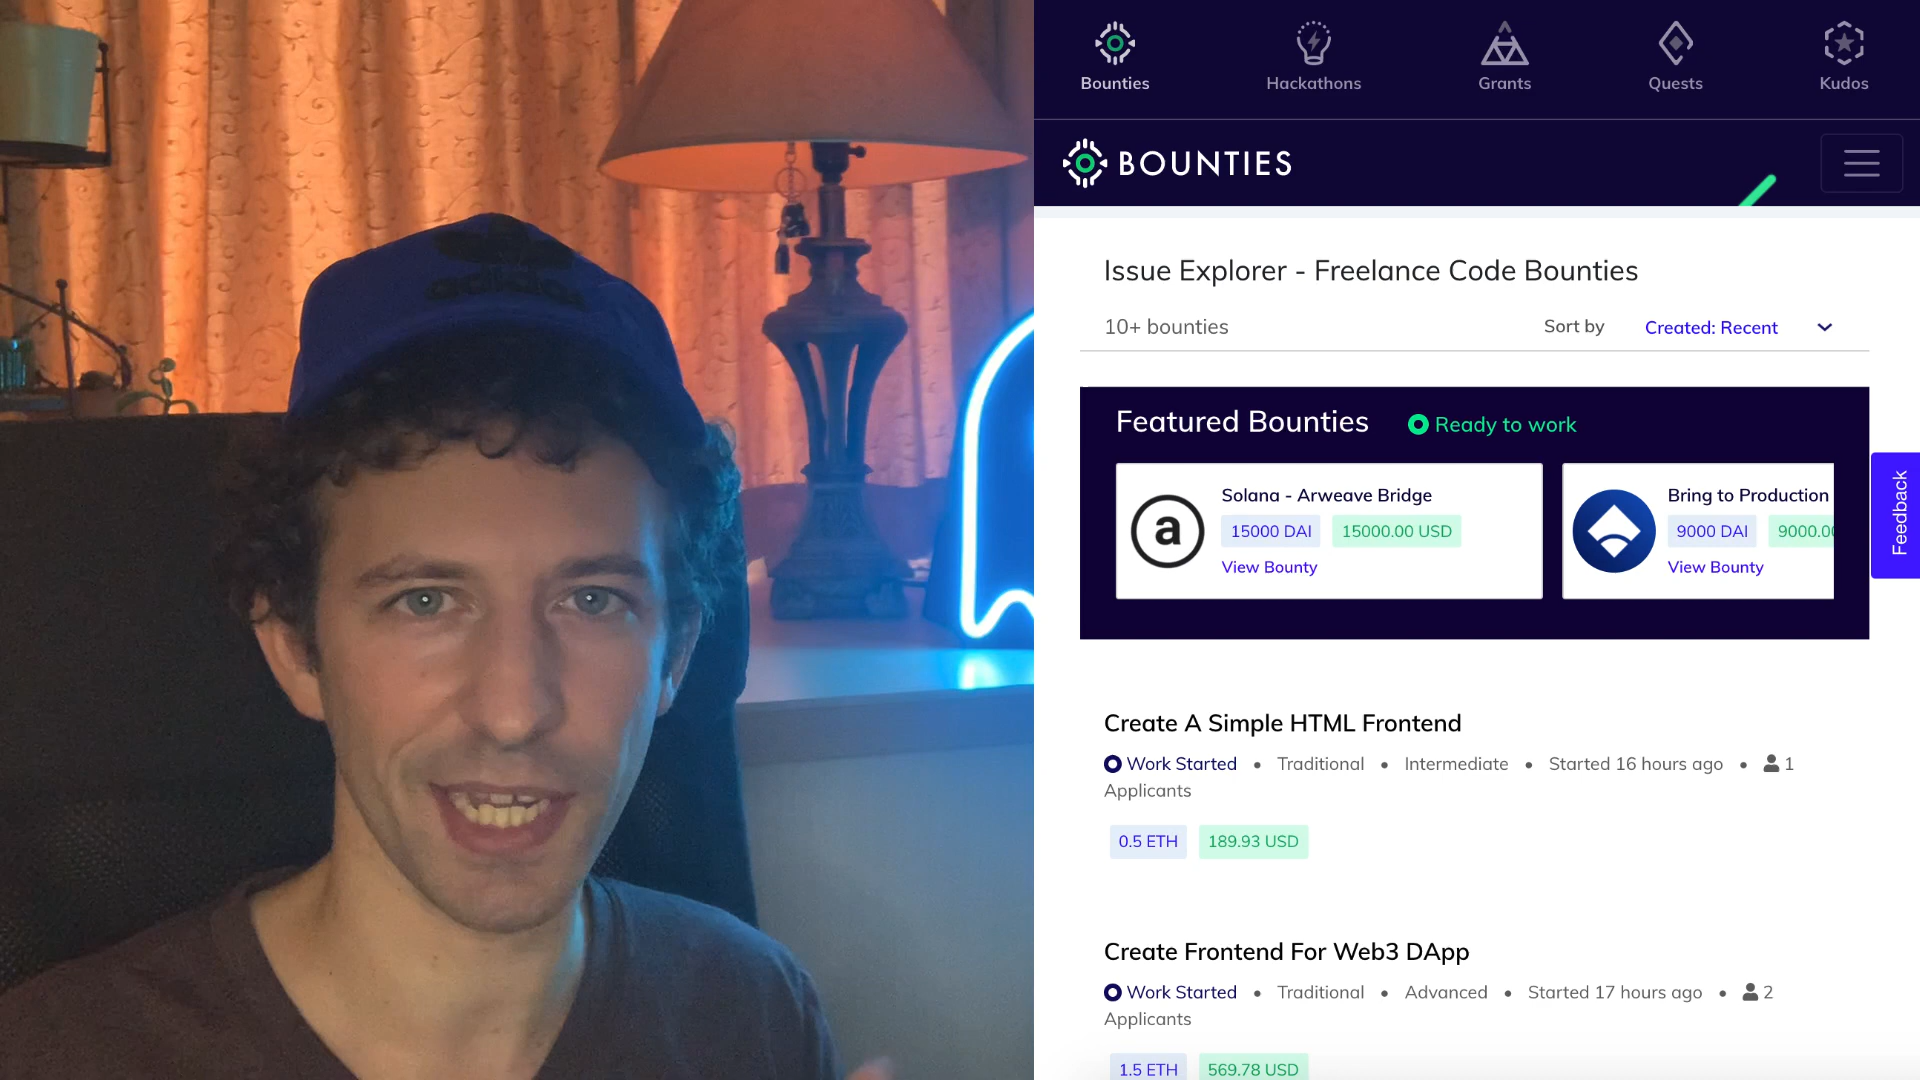 Bounties
Hackathons
Grants
Quests
Kudos
BOUNTIES
Issue Explorer - Freelance Code Bounties
10+ bounties
Sort by
Created: Recent
Featured Bounties
Ready to work
Solana - Arweave Bridge
15000 DAI
15000.00 USD
View Bounty
Bring to Production
9000 DAI
9000.00
View Bounty
Feedback
Create A Simple HTML Frontend
Work Started • Traditional • Intermediate • Started 16 hours ago • 1
Applicants
0.5 ETH
189.93 USD
Create Frontend For Web3 DApp
Work Started • Traditional • Advanced • Started 17 hours ago • 2
Applicants
1.5 ETH
569.78 USD